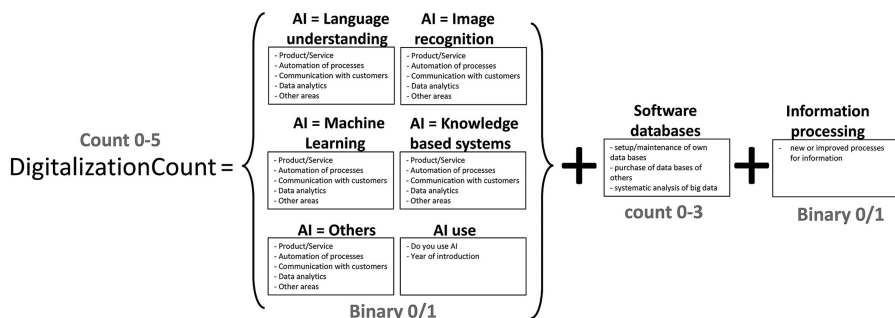 Count 0-5
DigitalizationCount =
AI = Language
understanding
- Product/Service
- Automation of processes
- Communication with customers
- Data analytics
- Other areas
AI = Image
recognition
- Product/Service
- Automation of processes
- Communication with customers
- Data analytics
- Other areas
AI = Machine
Learning
- Product/Service
- Automation of processes
- Communication with customers
- Data analytics
- Other areas
AI = Knowledge
based systems
- Product/Service
- Automation of processes
- Communication with customers
- Data analytics
- Other areas
AI = Others
- Product/Service
- Automation of processes
- Communication with customers
- Data analytics
- Other areas
AI use
- Do you use AI
- Year of introduction
Binary 0/1
+
Software
databases
- setup/maintenance of own
data bases
- purchase of data bases of
others
- systematic analysis of big data
count 0-3
+
Information
processing
- new or improved processes
for information
Binary 0/1